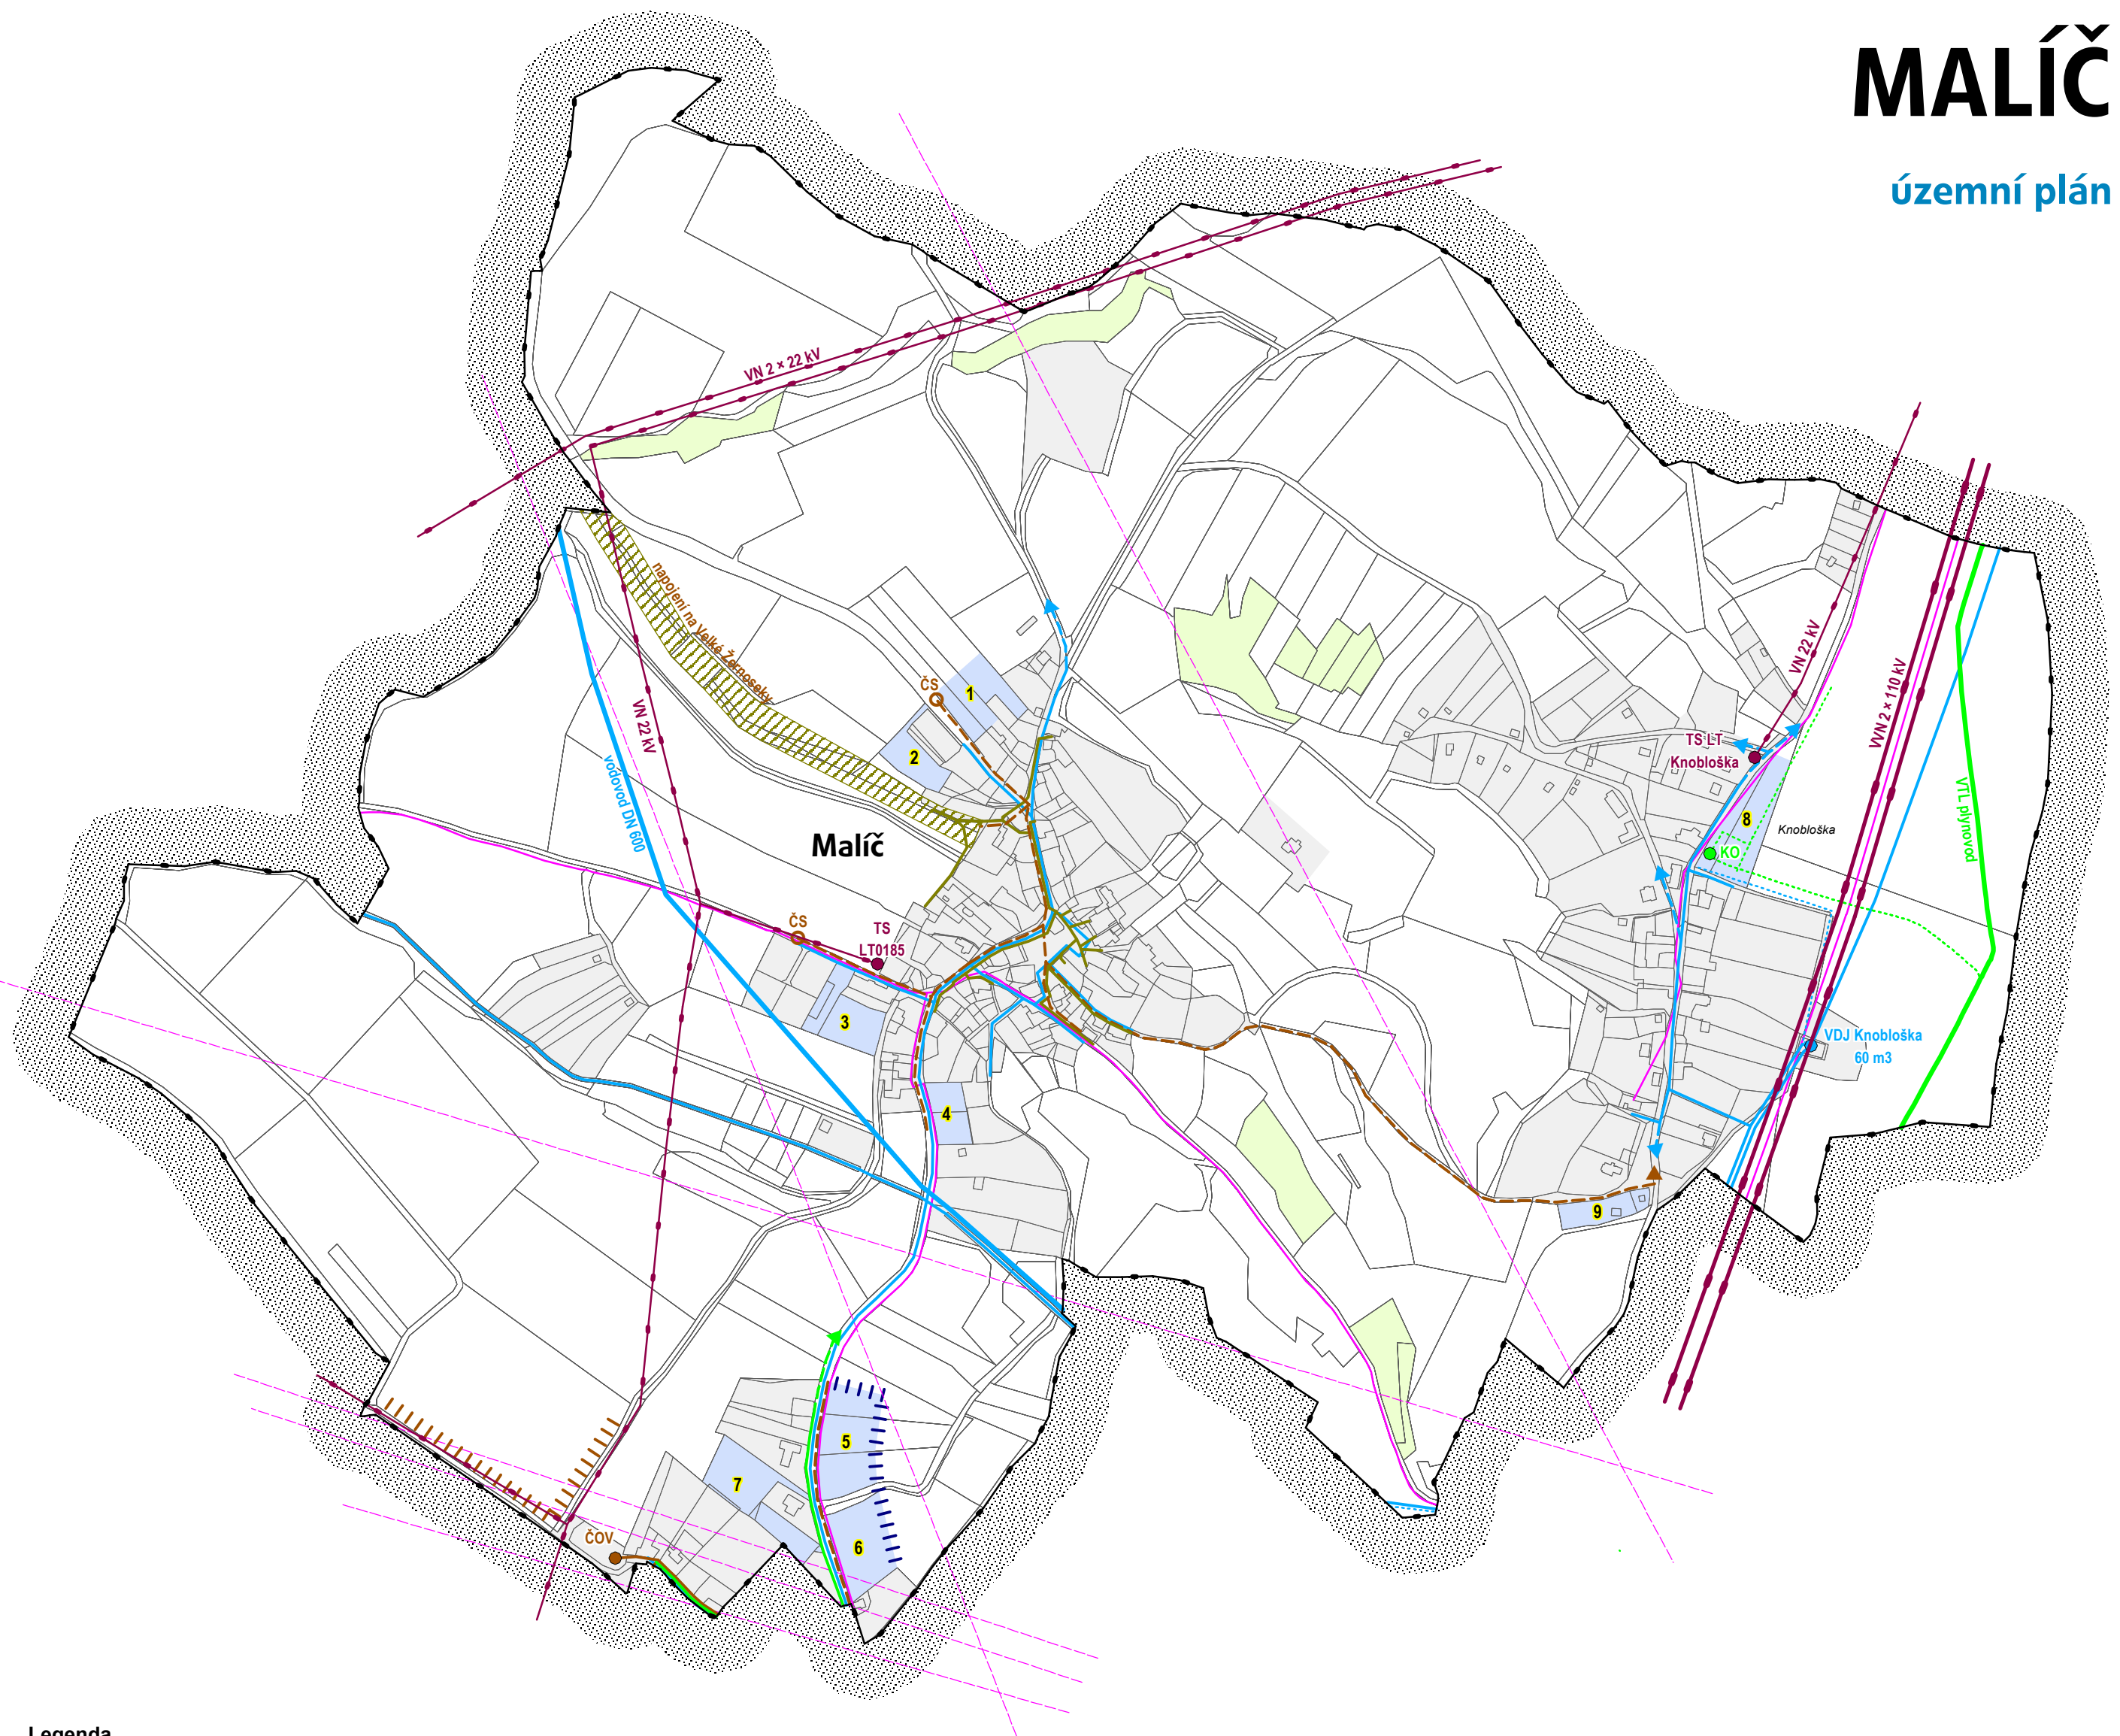 MALÍČ
územní plán
VN 2 × 22 kV
napojení na Velké Žernoseky
VN 22 kV
vodovod DN 600
ČS
1
2
Malíč
ČS
TS
LT0185
3
4
5
6
7
ČOV
VN 22 kV
VVN 2 × 110 kV
TS LT
Knobloška
8
Knobloška
KO
VTL plynovod
VDJ Knobloška
60 m3
9
Legenda